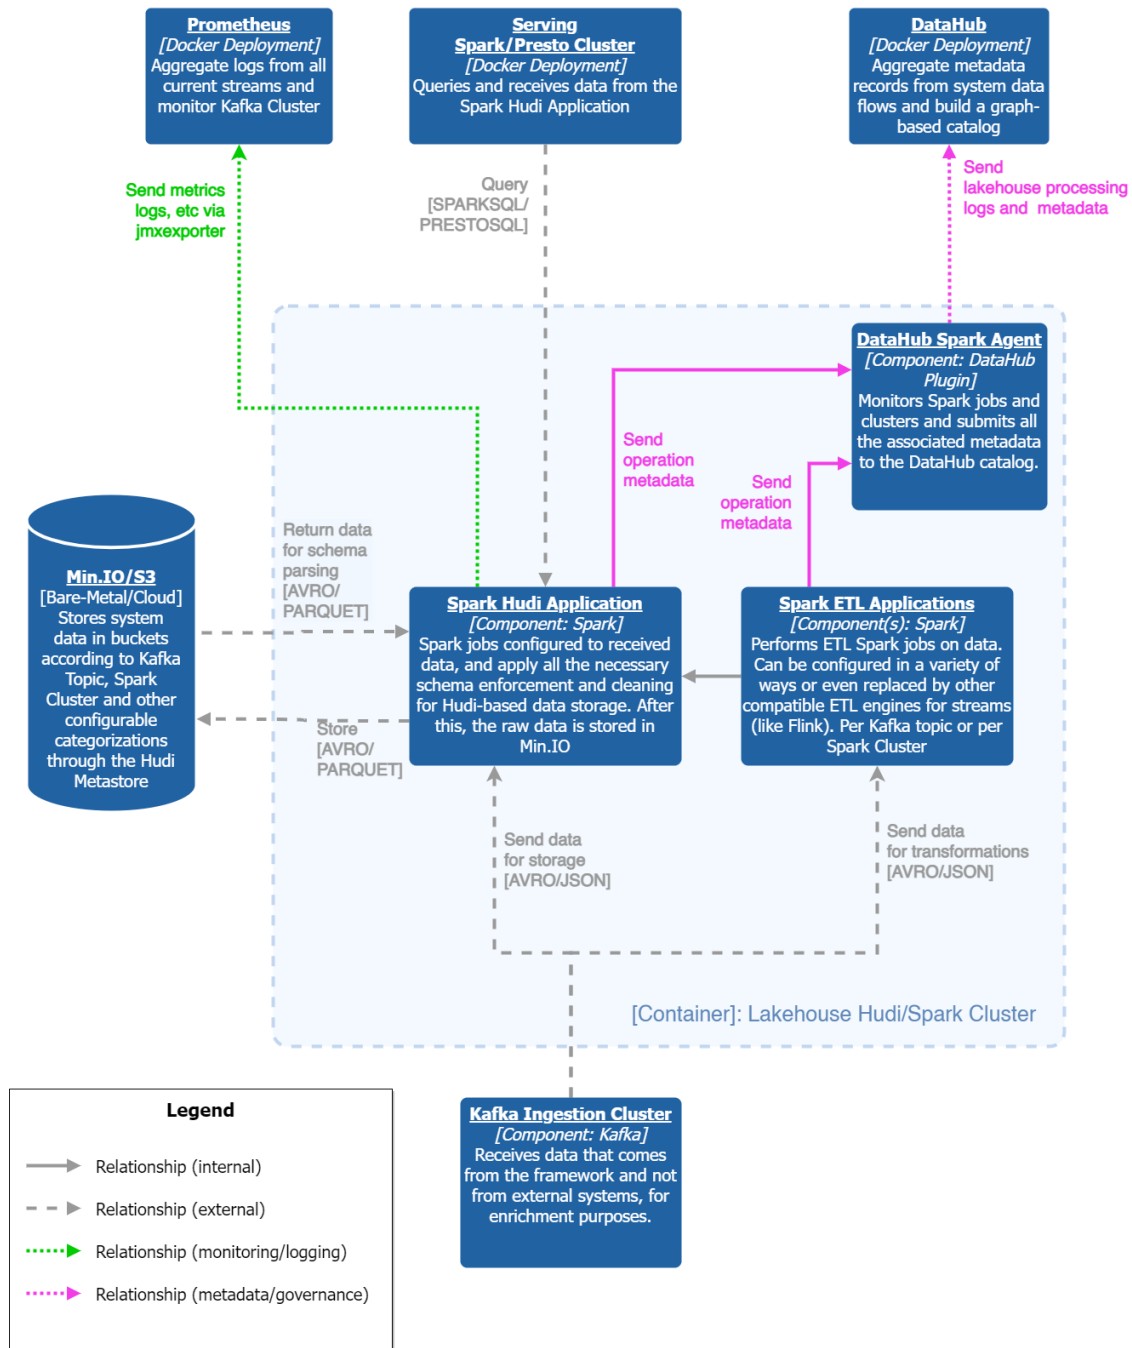 Prometheus
[Docker Deployment]
Aggregate logs from all
current streams and
monitor Kafka Cluster
Serving
Spark/Presto Cluster
[Docker Deployment]
Queries and receives data from the
Spark Hudi Application
DataHub
[Docker Deployment]
Aggregate metadata
records from system data
flows and build a graph-
based catalog
Send metrics
logs, etc via
jmxexporter
Query
[SPARKSQL/
PRESTOSQL]
Send
lakehouse processing
logs and metadata
DataHub Spark Agent
[Component: DataHub
Plugin]
Monitors Spark jobs and
clusters and submits all
the associated metadata
to the DataHub catalog.
Send
operation
metadata
Send
operation
metadata
Min.IO/S3
[Bare-Metal/Cloud]
Stores system
data in buckets
according to Kafka
Topic, Spark
Cluster and other
configurable
categorizations
through the Hudi
Metastore
Return data
for schema
parsing
[AVRO/
PARQUET]
Store
[AVRO/
PARQUET]
Spark Hudi Application
[Component: Spark]
Spark jobs configured to received
data, and apply all the necessary
schema enforcement and cleaning
for Hudi-based data storage. After
this, the raw data is stored in
Min.IO
Spark ETL Applications
[Component(s): Spark]
Performs ETL Spark jobs on data.
Can be configured in a variety of
ways or even replaced by other
compatible ETL engines for streams
(like Flink). Per Kafka topic or per
Spark Cluster
Send data
for storage
[AVRO/JSON]
Send data
for transformations
[AVRO/JSON]
[Container]: Lakehouse Hudi/Spark Cluster
Kafka Ingestion Cluster
[Component: Kafka]
Receives data that comes
from the framework and not
from external systems, for
enrichment purposes.
Legend
Relationship (internal)
Relationship (external)
Relationship (monitoring/logging)
Relationship (metadata/governance)